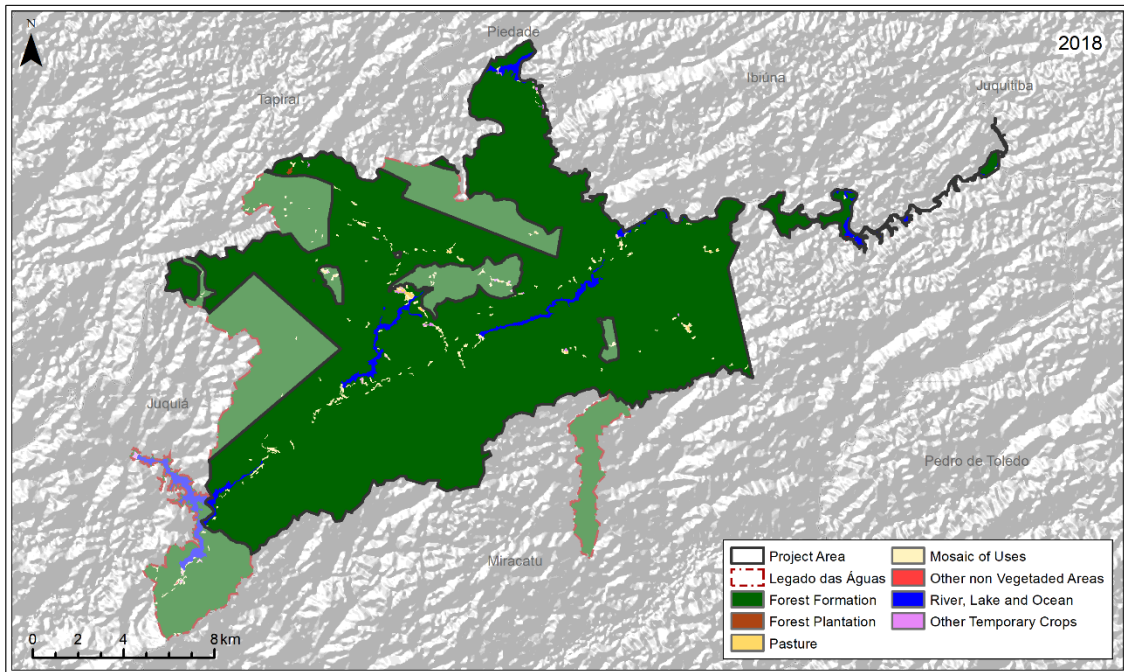 N
Piedade
2018
Ibiúna
Tapiraí
Juquitiba
Juquiá
Pedro de Toledo
Miracatu
Project Area
Legado das Águas
Forest Formation
Forest Plantation
Pasture
Mosaic of Uses
Other non Vegetaded Areas
River, Lake and Ocean
Other Temporary Crops
0 2 4 8 km